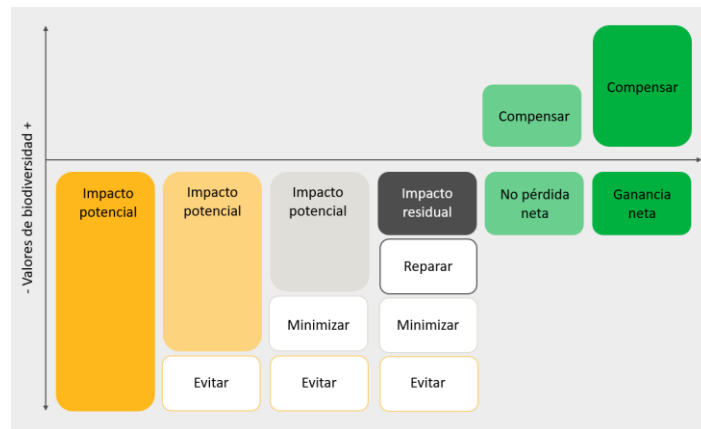 Compensar
Compensar
- Valores de biodiversidad +
Impacto
potencial
Impacto
potencial
Impacto
potencial
Impacto
residual
No pérdida
neta
Ganancia
neta
Reparar
Minimizar
Minimizar
Evitar
Evitar
Evitar